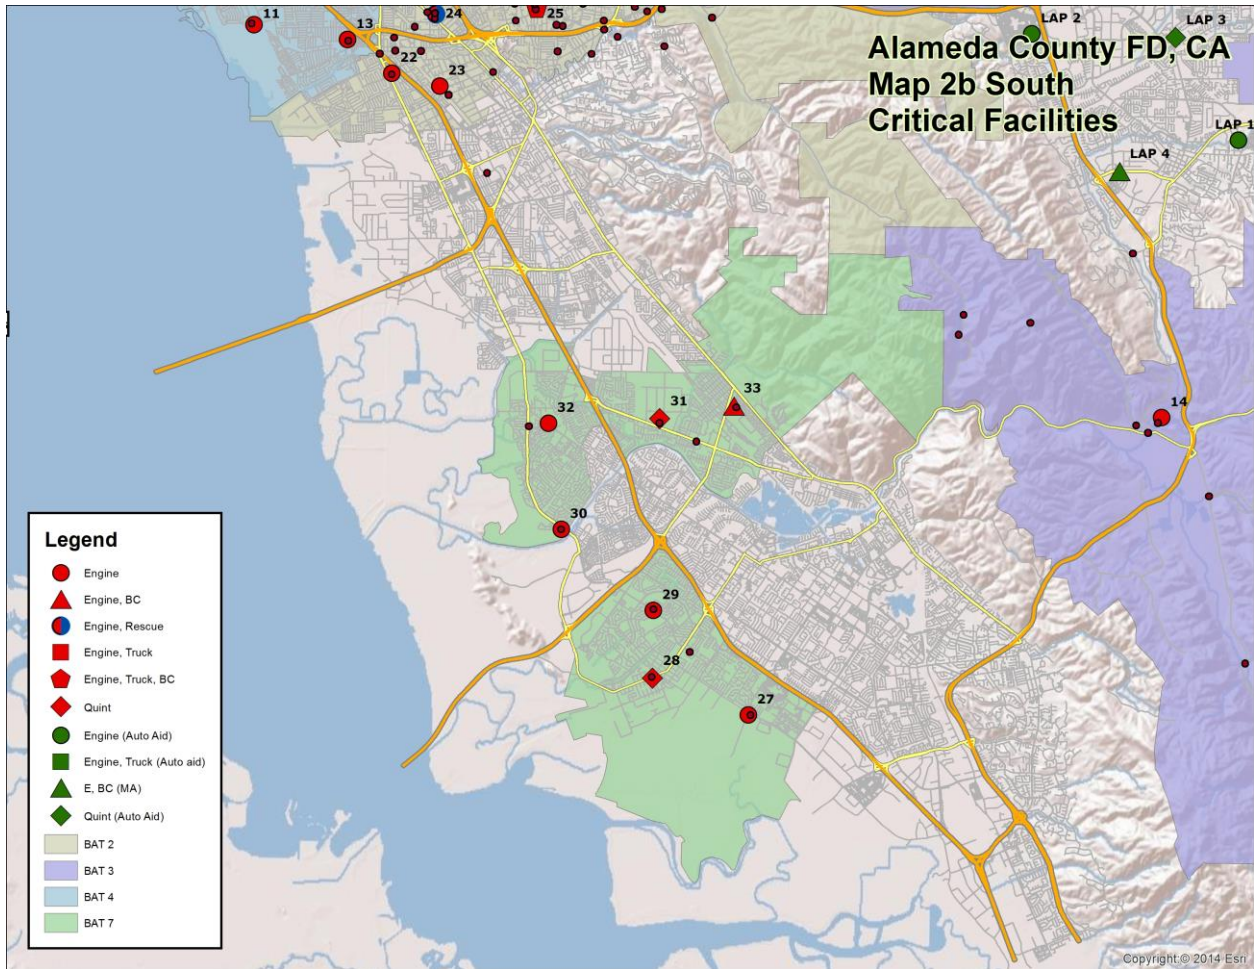 11
13
24
25
22
23
LAP 2
LAP 3
Alameda County FD, CA
Map 2b South
Critical Facilities
LAP 1
LAP 4
33
31
32
14
30
29
28
27
Legend
Engine
Engine, BC
Engine, Rescue
Engine, Truck
Engine, Truck, BC
Quint
Engine (Auto Aid)
Engine, Truck (Auto aid)
E, BC (MA)
Quint (Auto Aid)
BAT 2
BAT 3
BAT 4
BAT 7
Copyright:© 2014 Esri